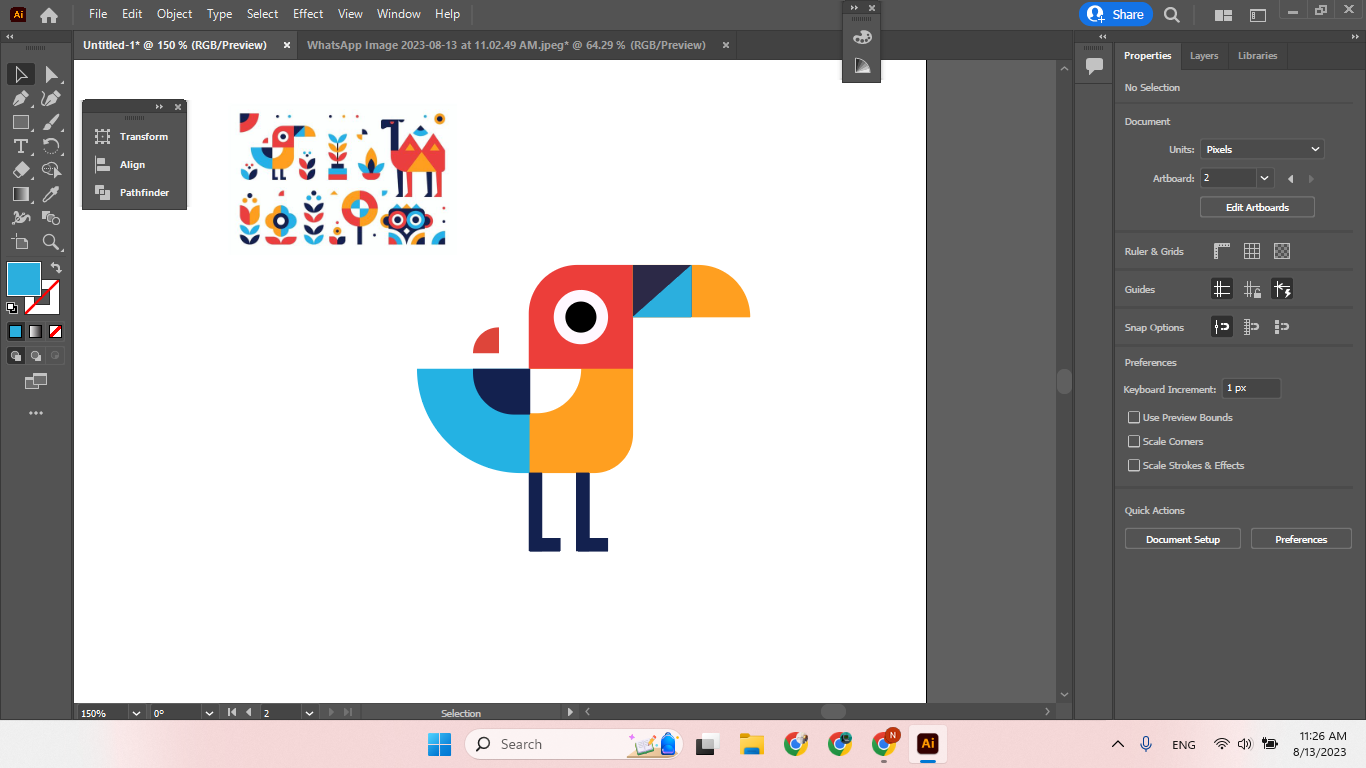 Ai File Edit Object Type Select Effect View Window Help Share
Untitled-1* @ 150 % (RGB/Preview) WhatsApp Image 2023-08-13 at 11.02.49 AM.jpeg* @ 64.29 % (RGB/Preview)
Properties Layers Libraries
No Selection
Document
Units: Pixels
Artboard: 2
Edit Artboards
Ruler & Grids
Guides
Snap Options
Preferences
Keyboard Increment: 1 px
Use Preview Bounds
Scale Corners
Scale Strokes & Effects
Quick Actions
Document Setup Preferences
Transform
Align
Pathfinder
150% 0° 2 Selection
Search N Ai ENG 11:26 AM
8/13/2023